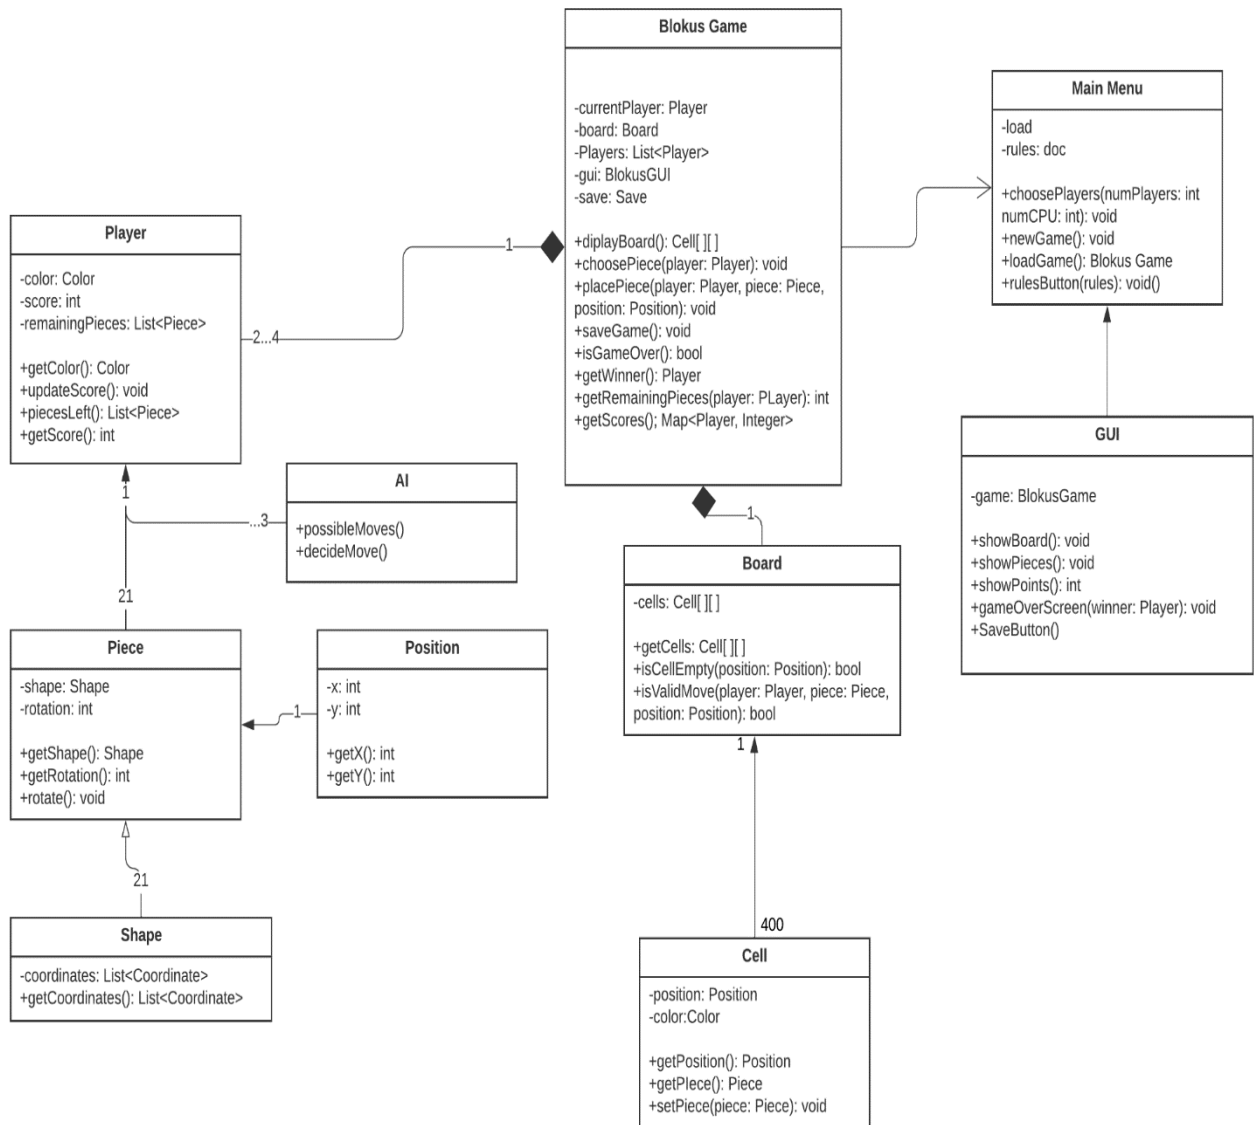 Blokus Game
-currentPlayer: Player
-board: Board
-Players: List<Player>
-gui: BlokusGUI
-save: Save
+diplayBoard(): Cell[ ][ ]
+choosePiece(player: Player): void
+placePiece(player: Player, piece: Piece,
position: Position): void
+saveGame(): void
+isGameOver(): bool
+getWinner(): Player
+getRemainingPieces(player: PLayer): int
+getScores(); Map<Player, Integer>
Main Menu
-load
-rules: doc
+choosePlayers(numPlayers: int
numCPU: int): void
+newGame(): void
+loadGame(): Blokus Game
+rulesButton(rules): void()
Player
-color: Color
-score: int
-remainingPieces: List<Piece>
+getColor(): Color
+updateScore(): void
+piecesLeft(): List<Piece>
+getScore(): int
1
2...4
GUI
-game: BlokusGame
+showBoard(): void
+showPieces(): void
+showPoints(): int
+gameOverScreen(winner: Player): void
+SaveButton()
AI
+possibleMoves()
+decideMove()
1
...3
21
1
Board
-cells: Cell[ ][ ]
+getCells: Cell[ ][ ]
+isCellEmpty(position: Position): bool
+isValidMove(player: Player, piece: Piece,
position: Position): bool
Piece
-shape: Shape
-rotation: int
+getShape(): Shape
+getRotation(): int
+rotate(): void
1
Position
-x: int
-y: int
+getX(): int
+getY(): int
1
400
21
Shape
-coordinates: List<Coordinate>
+getCoordinates(): List<Coordinate>
Cell
-position: Position
-color:Color
+getPosition(): Position
+getPIece(): Piece
+setPiece(piece: Piece): void